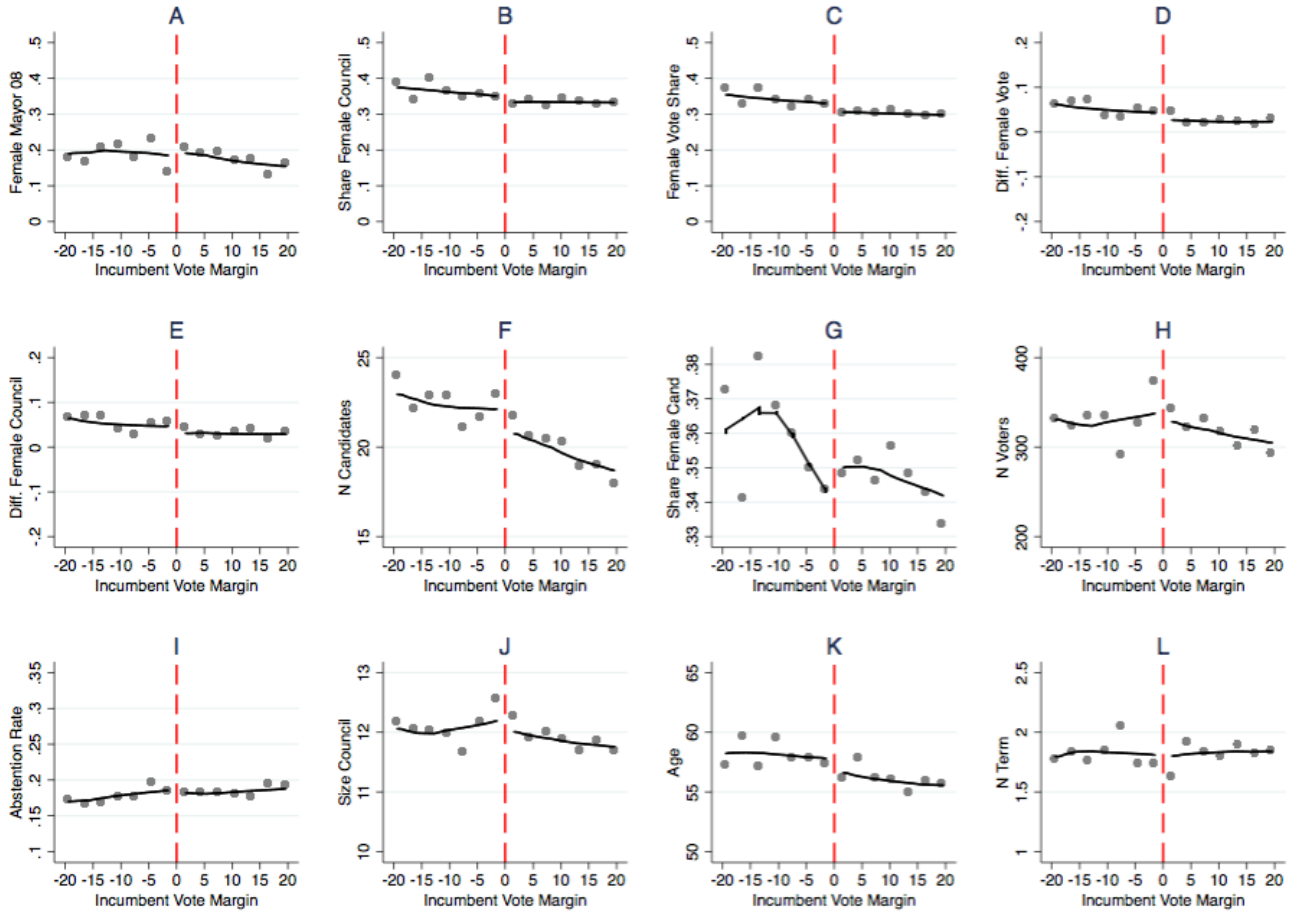 A
Female Mayor 08
.5
.4
.3
.2
.1
0
-20 -15 -10 -5 0 5 10 15 20
Incumbent Vote Margin
B
Share Female Council
.5
.4
.3
.2
.1
0
-20 -15 -10 -5 0 5 10 15 20
Incumbent Vote Margin
C
Female Vote Share
.5
.4
.3
.2
.1
0
-20 -15 -10 -5 0 5 10 15 20
Incumbent Vote Margin
D
Diff. Female Vote
.2
.1
0
-.1
-.2
-20 -15 -10 -5 0 5 10 15 20
Incumbent Vote Margin
E
Diff. Female Council
.2
.1
0
-.1
-.2
-20 -15 -10 -5 0 5 10 15 20
Incumbent Vote Margin
F
N Candidates
25
20
15
-20 -15 -10 -5 0 5 10 15 20
Incumbent Vote Margin
G
Share Female Cand
.38
.37
.36
.35
.34
.33
-20 -15 -10 -5 0 5 10 15 20
Incumbent Vote Margin
H
N Voters
400
300
200
-20 -15 -10 -5 0 5 10 15 20
Incumbent Vote Margin
I
Abstention Rate
.35
.3
.25
.2
.15
.1
-20 -15 -10 -5 0 5 10 15 20
Incumbent Vote Margin
J
Size Council
13
12
11
10
-20 -15 -10 -5 0 5 10 15 20
Incumbent Vote Margin
K
Age
65
60
55
50
-20 -15 -10 -5 0 5 10 15 20
Incumbent Vote Margin
L
N Term
2.5
2
1.5
1
-20 -15 -10 -5 0 5 10 15 20
Incumbent Vote Margin